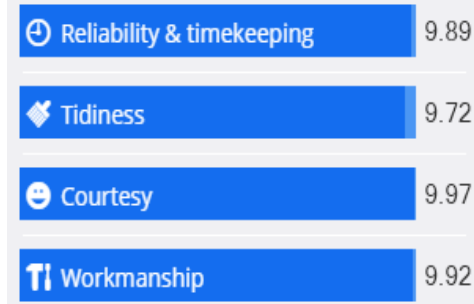 Reliability & timekeeping 9.89
Tidiness 9.72
Courtesy 9.97
Workmanship 9.92